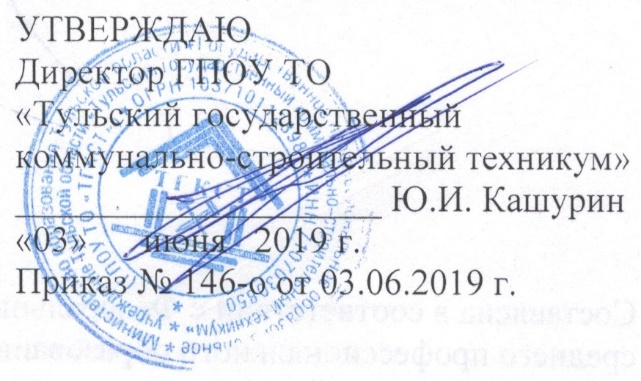 УТВЕРЖДАЮ
Директор ГПОУ ТО
«Тульский государственный
коммунально-строительный техникум»
Ю.И. Кашурин
«03» июня 2019 г.
Приказ № 146-о от 03.06.2019 г.
ТГКСТ